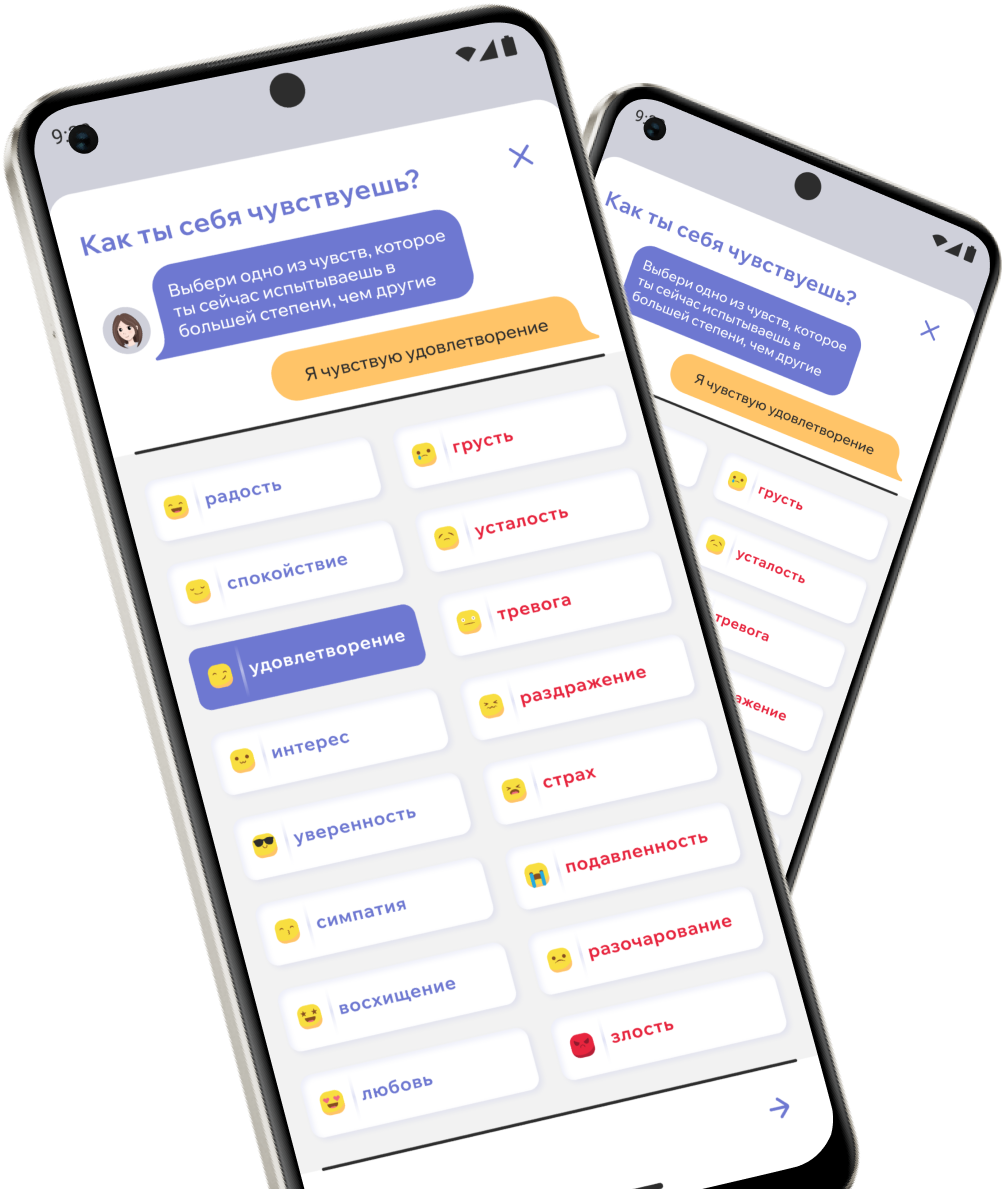 9:
Как ты себя чувствуешь?
Выбери одно из чувств, которое
ты сейчас испытываешь в
большей степени, чем другие
Я чувствую удовлетворение
радость
грусть
спокойствие
усталость
удовлетворение
тревога
интерес
раздражение
уверенность
страх
симпатия
подавленность
восхищение
разочарование
любовь
злость
9:
Как ты себя чувствуешь?
Выбери одно из чувств, которое
ты сейчас испытываешь в
большей степени, чем другие
Я чувствую удовлетворение
грусть
усталость
тревога
ажение